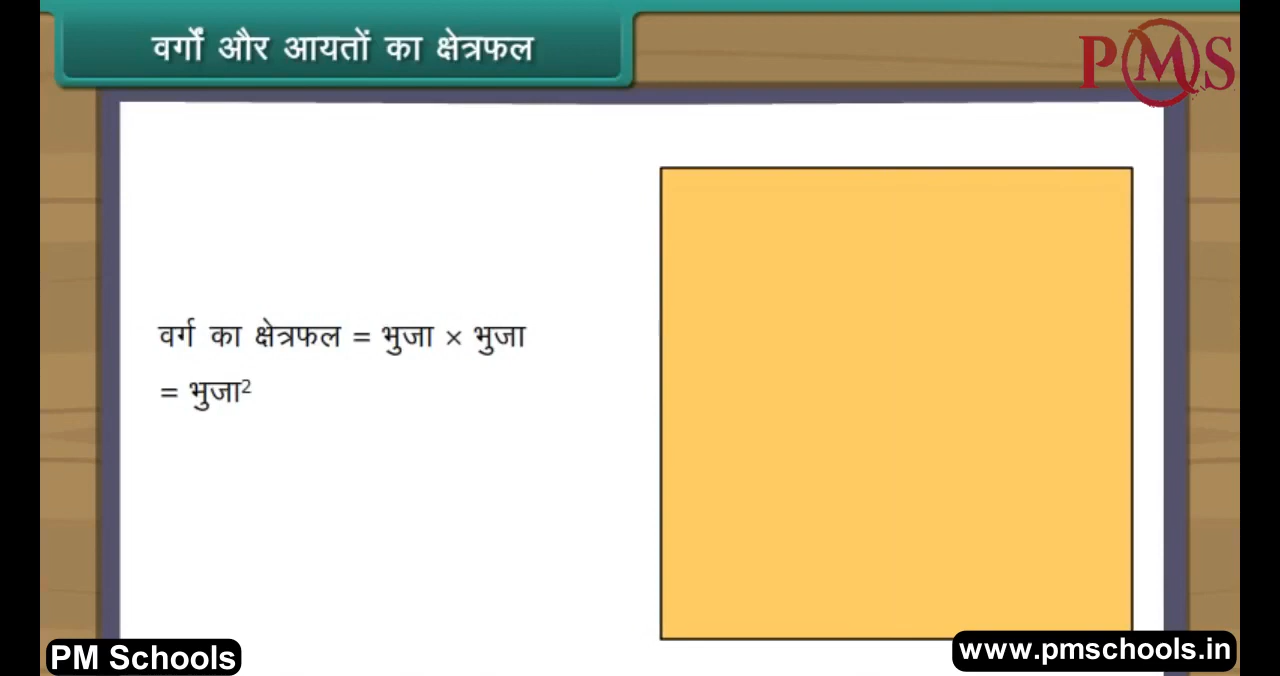 वर्गों और आयतों का क्षेत्रफल
PMS
वर्ग का क्षेत्रफल = भुजा × भुजा
= भुजा²
PM Schools
www.pmschools.in